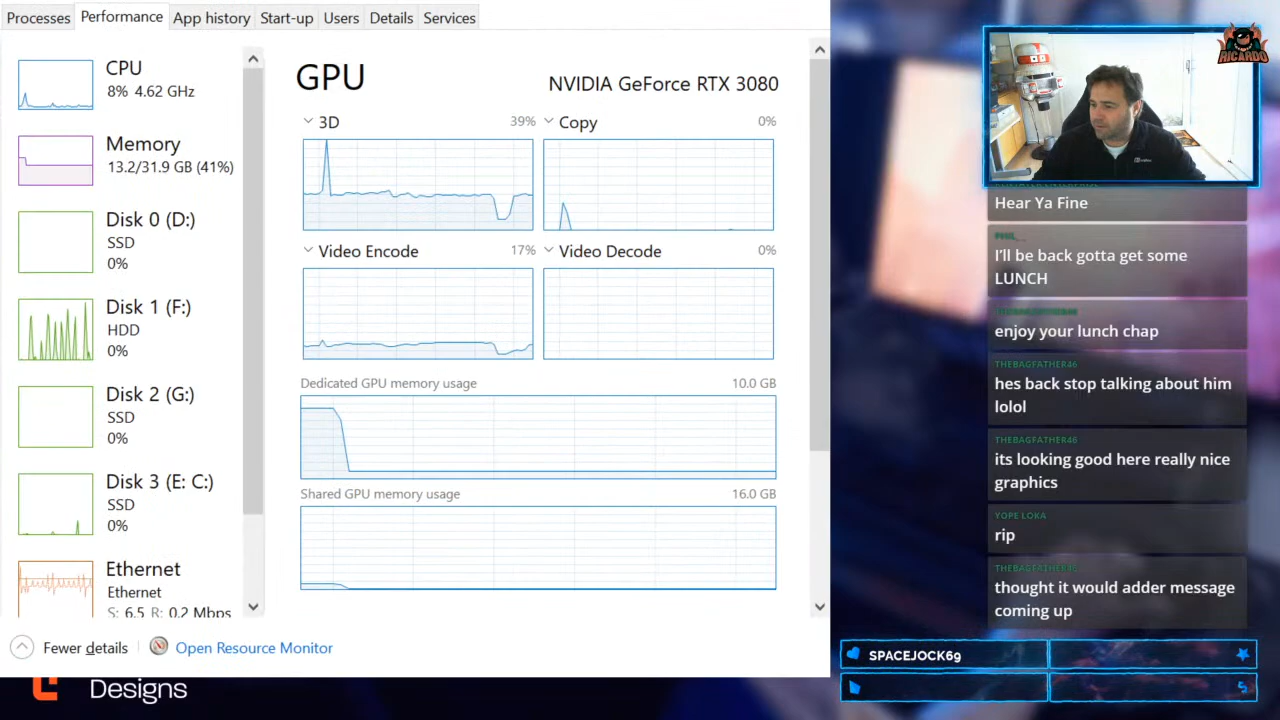 Processes Performance App history Start-up Users Details Services
CPU
8% 4.62 GHz
Memory
13.2/31.9 GB (41%)
Disk 0 (D:)
SSD
0%
Disk 1 (F:)
HDD
0%
Disk 2 (G:)
SSD
0%
Disk 3 (E: C:)
SSD
0%
Ethernet
Ethernet
S: 6.5 R: 0.2 Mbps
GPU NVIDIA GeForce RTX 3080
3D 39% Copy 0%
Video Encode 17% Video Decode 0%
Dedicated GPU memory usage 10.0 GB
Shared GPU memory usage 16.0 GB
Fewer details Open Resource Monitor
Designs
RICARDO
Hear Ya Fine
I'll be back gotta get some
LUNCH
enjoy your lunch chap
THEBAGFATHER46
hes back stop talking about him
lolol
THEBAGFATHER46
its looking good here really nice
graphics
YOPE LOKA
rip
THEBAGFATHER46
thought it would adder message
coming up
SPACEJOCK69